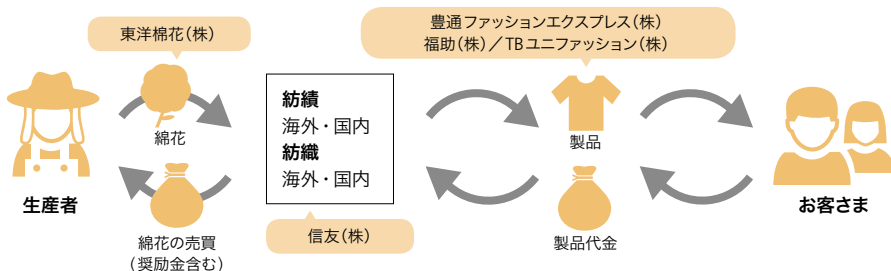 東洋棉花（株）
豊通ファッションエクスプレス（株）
福助（株）／TBユニファッション（株）
生産者
綿花
綿花の売買
（奨励金含む）
紡績
海外・国内
紡織
海外・国内
信友（株）
製品
製品代金
お客さま